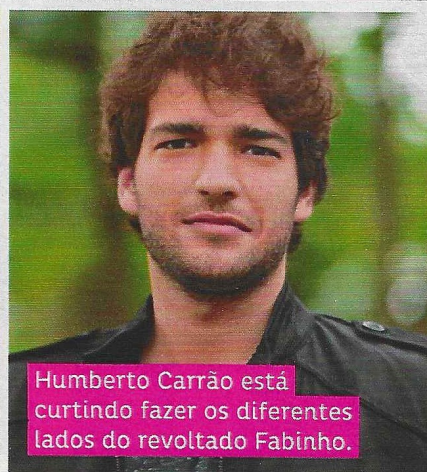 Humberto Carrão está
curtindo fazer os diferentes
lados do revoltado Fabinho.